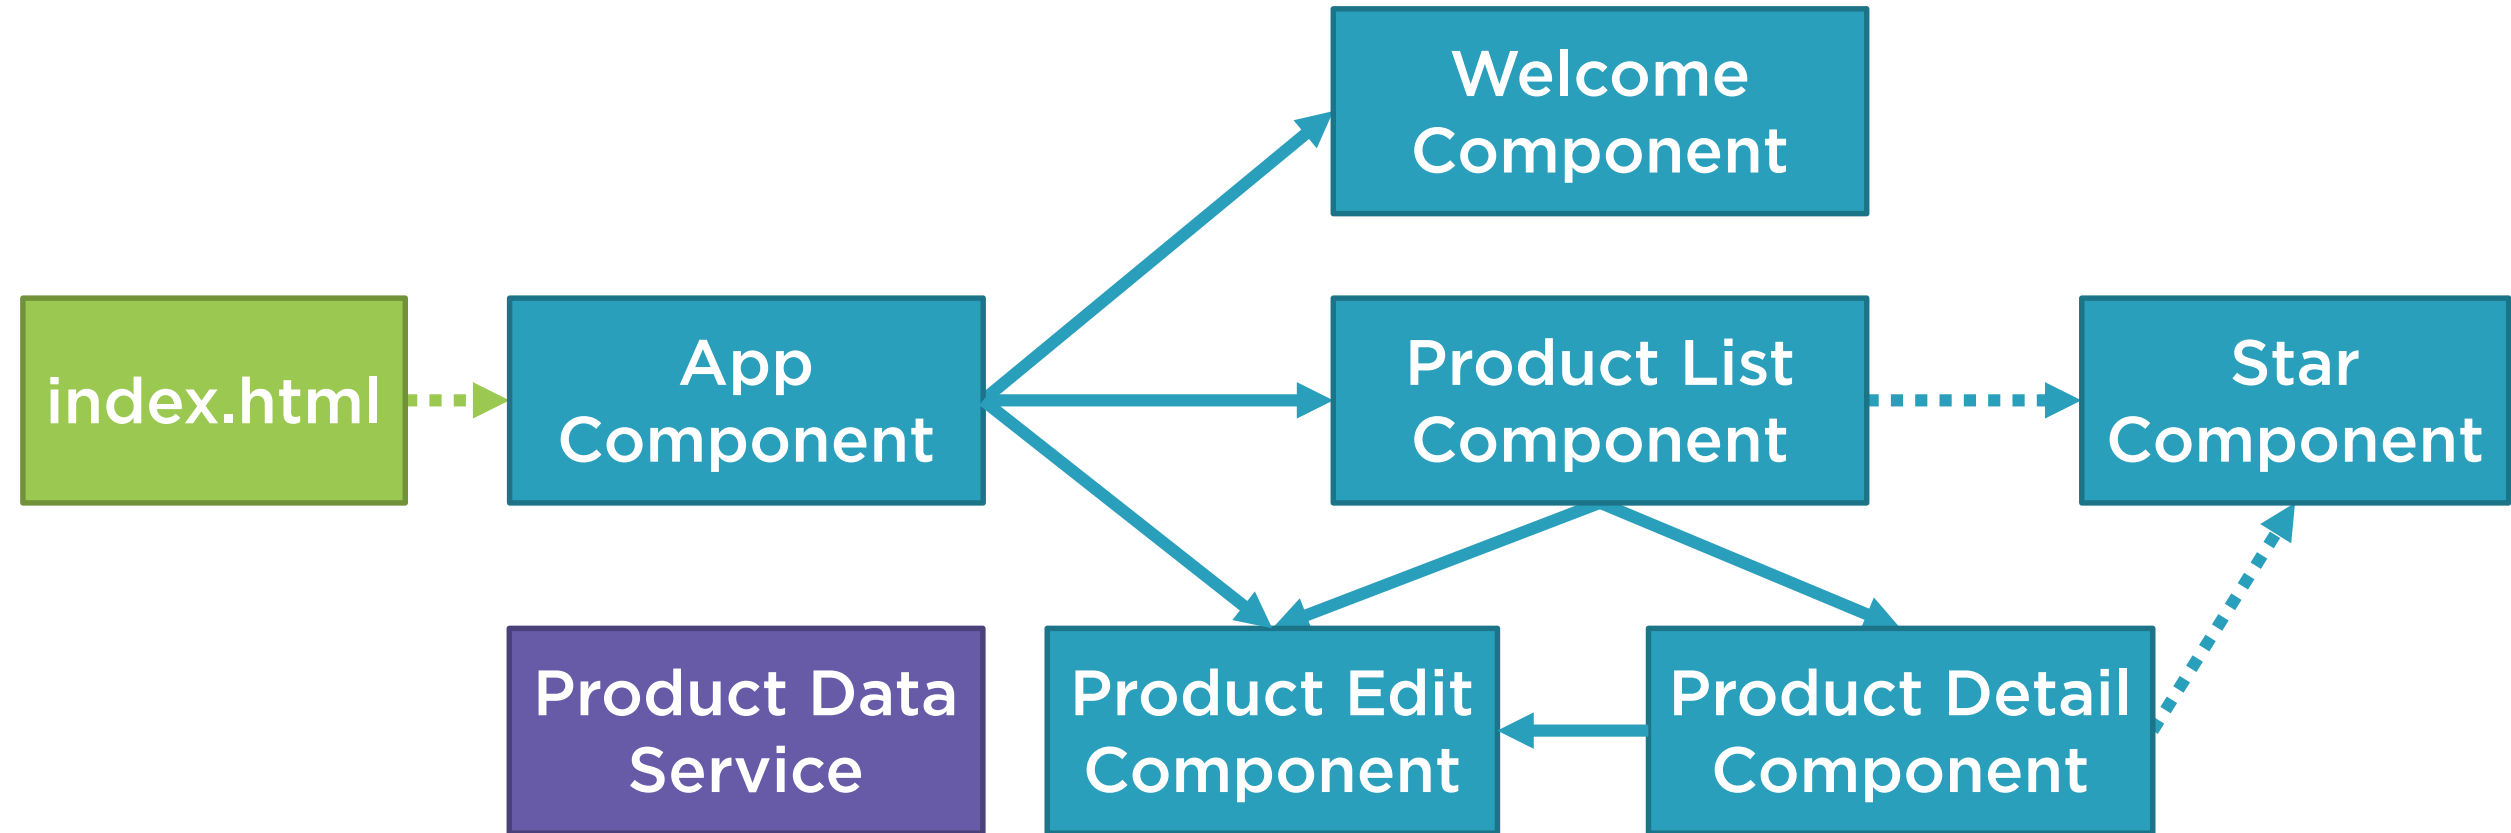 Welcome
Component
index.html
App
Component
Product List
Component
Star
Component
Product Data
Service
Product Edit
Component
Product Detail
Component